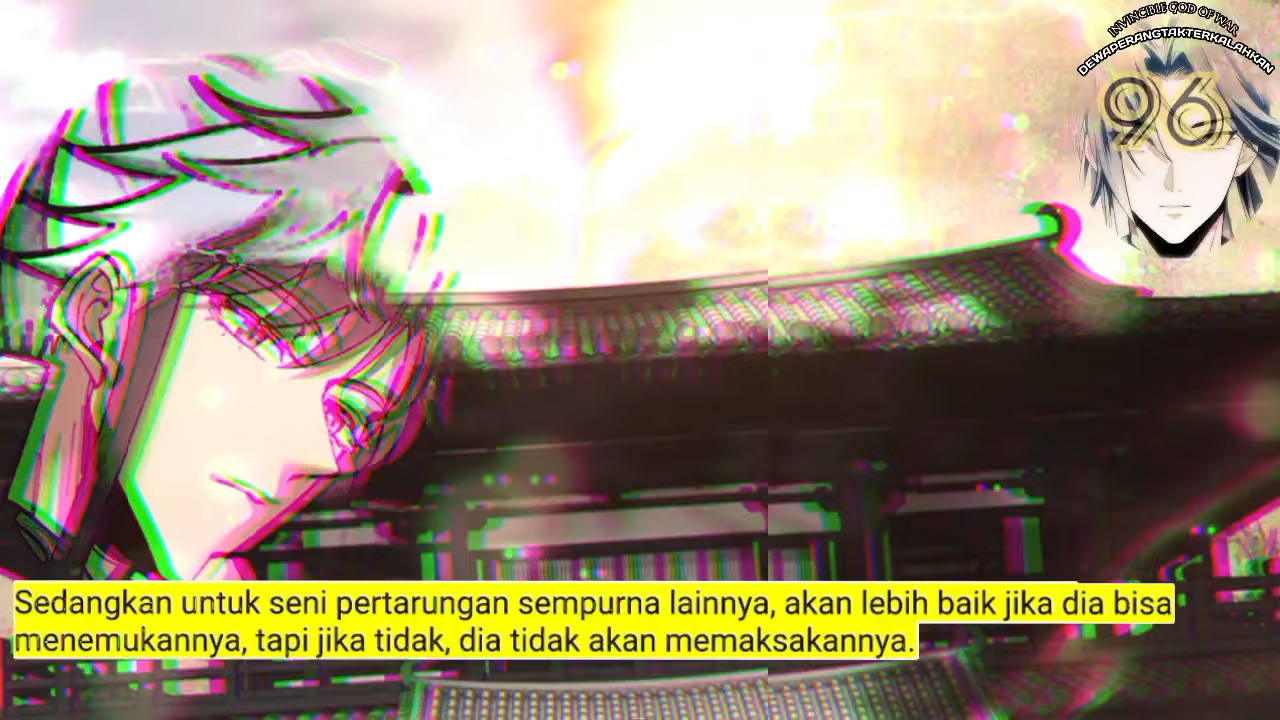 INVINCIBLE GOD OF WAR
DEWAPERANGTAKTERKALAHKAN
96
Sedangkan untuk seni pertarungan sempurna lainnya, akan lebih baik jika dia bisa
menemukannya, tapi jika tidak, dia tidak akan memaksakannya.